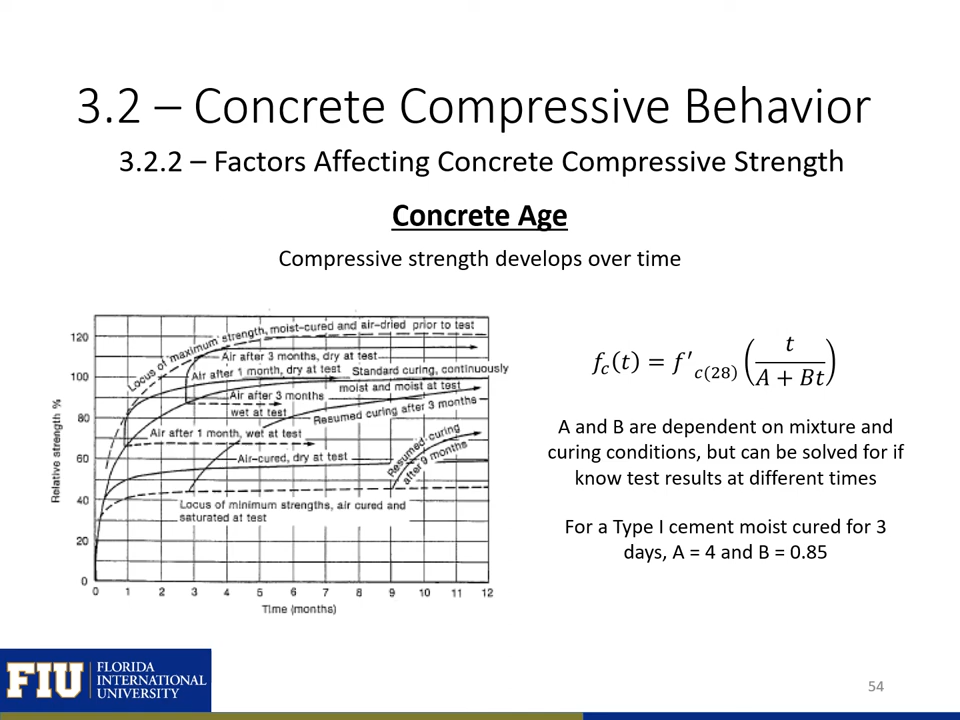 3.2 – Concrete Compressive Behavior
3.2.2 – Factors Affecting Concrete Compressive Strength
Concrete Age
Compressive strength develops over time
Relative strength %
120
100
80
60
40
20
0
Locus of maximum strength, moist-cured and air-dried prior to test
Air after 3 months, dry at test
Air after 1 month, dry at test
Standard curing, continuously
moist and moist at test
Air after 3 months
wet at test
Resumed curing after 3 months
Air after 1 month, wet at test
Air-cured, dry at test
Resumed curing
after 9 months
Locus of minimum strengths, air cured and
saturated at test
0 1 2 3 4 5 6 7 8 9 10 11 12
Time (months)
f_c(t) = f'_c(28) (t / (A + Bt))
A and B are dependent on mixture and
curing conditions, but can be solved for if
know test results at different times
For a Type I cement moist cured for 3
days, A = 4 and B = 0.85
FIU
FLORIDA
INTERNATIONAL
UNIVERSITY
54